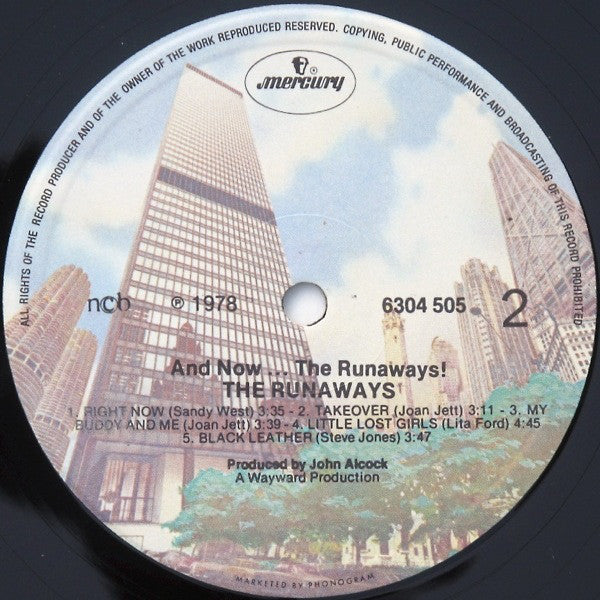 ALL RIGHTS OF THE RECORD PRODUCER AND OF THE OWNER OF THE WORK REPRODUCED RESERVED. COPYING, PUBLIC PERFORMANCE AND BROADCASTING OF THIS RECORD PROHIBITED
mercury ®
ncb ℗ 1978 6304 505 2
And Now ... The Runaways!
THE RUNAWAYS
1. RIGHT NOW (Sandy West) 3:35 - 2. TAKEOVER (Joan Jett) 3:11 - 3. MY
BUDDY AND ME (Joan Jett) 3:39 - 4. LITTLE LOST GIRLS (Lita Ford) 4:45
5. BLACK LEATHER (Steve Jones) 3:47
Produced by John Alcock
A Wayward Production
MARKETED BY PHONOGRAM